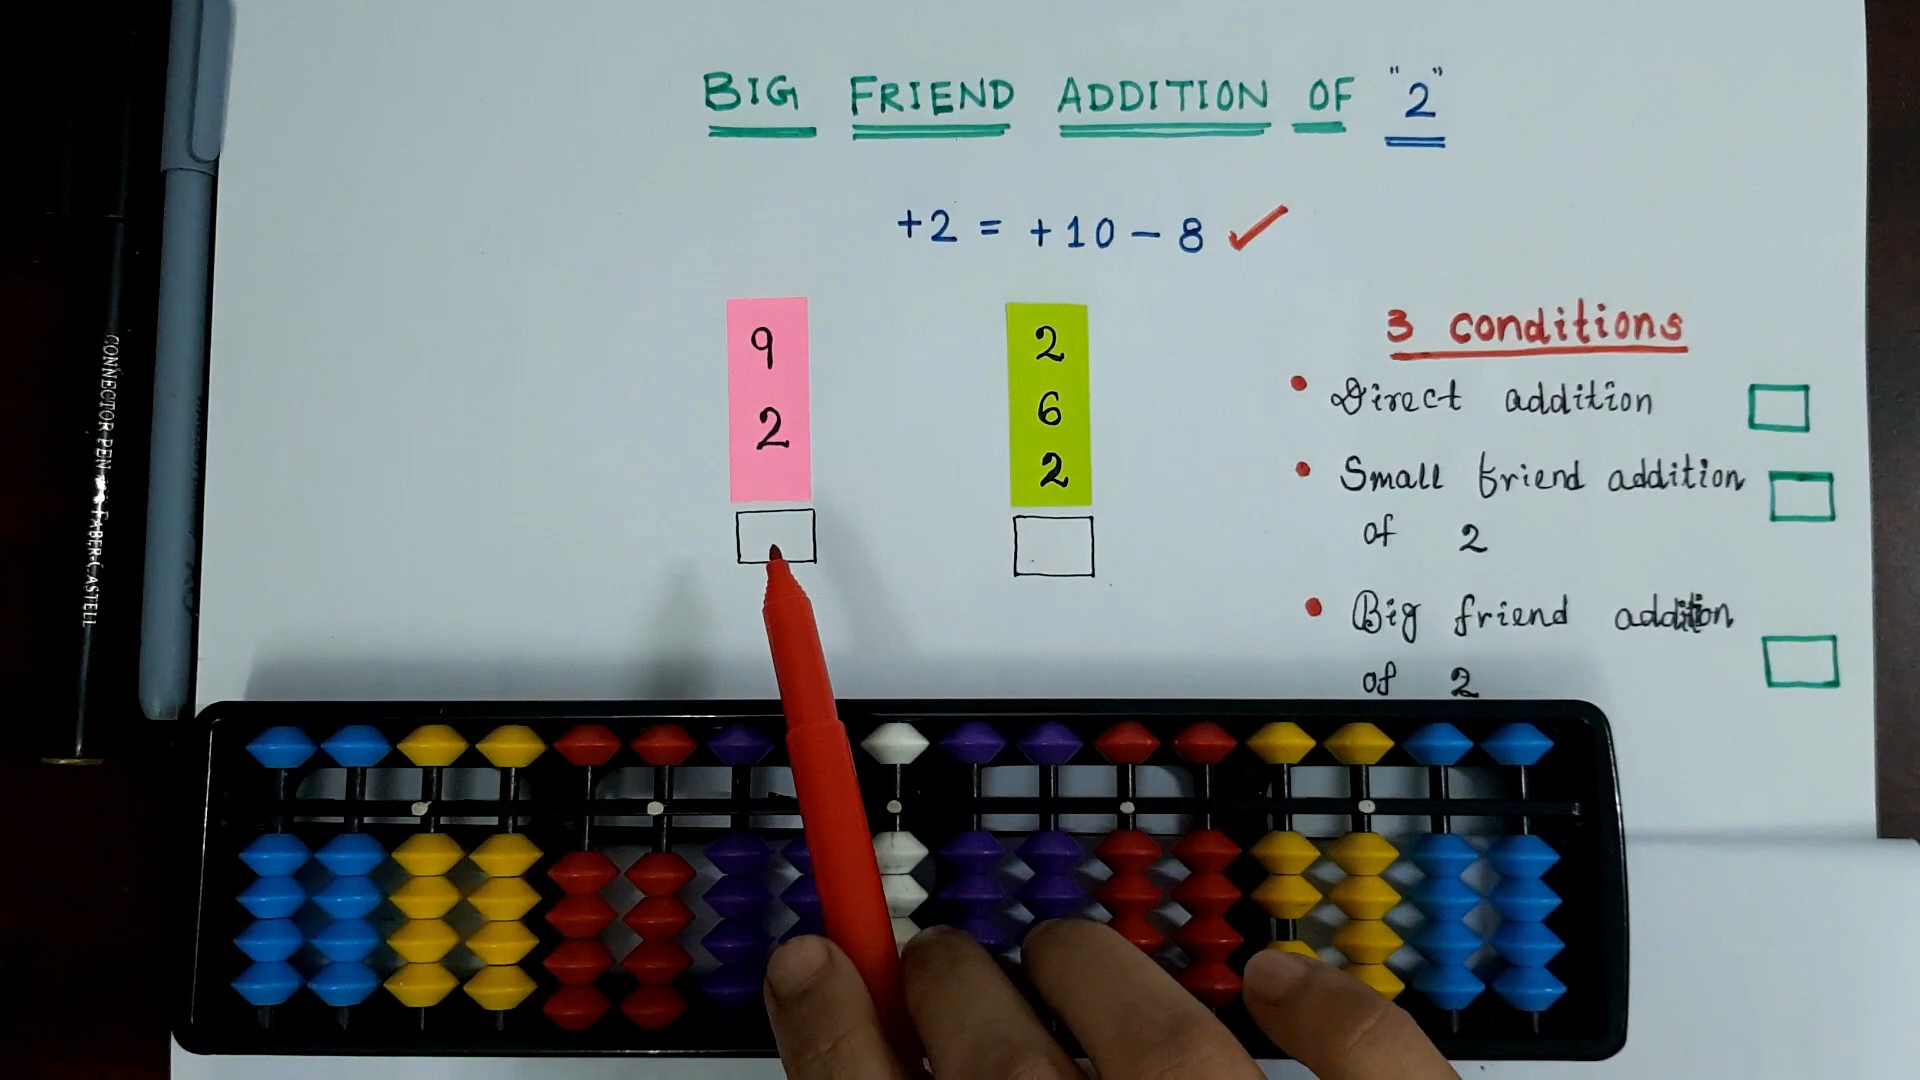 BIG FRIEND ADDITION OF "2"
+2 = +10 - 8 ✓
9
2
2
6
2
3 conditions
• Direct addition
• Small friend addition
of 2
• Big friend addition
of 2
CONNECTOR PEN FABER-CASTELL